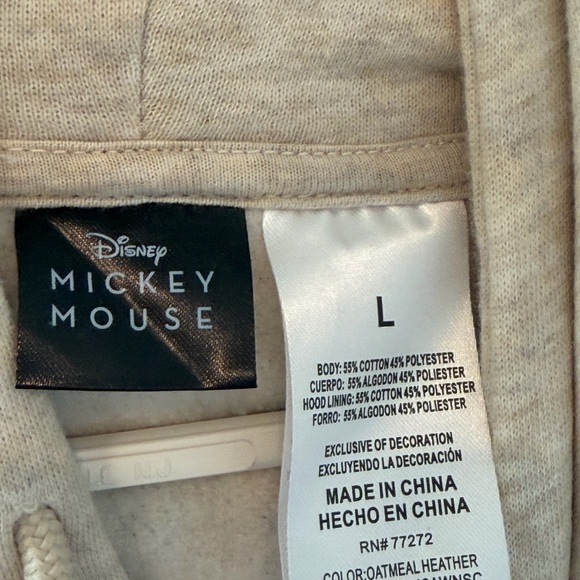 Disney
MICKEY
MOUSE
L
BODY: 55% COTTON 45% POLYESTER
CUERPO: 55% ALGODON 45% POLIESTER
HOOD LINING: 55% COTTON 45% POLYESTER
FORRO: 55% ALGODON 45% POLIESTER
EXCLUSIVE OF DECORATION
EXCLUYENDO LA DECORACIÓN
MADE IN CHINA
HECHO EN CHINA
RN# 77272
COLOR:OATMEAL HEATHER